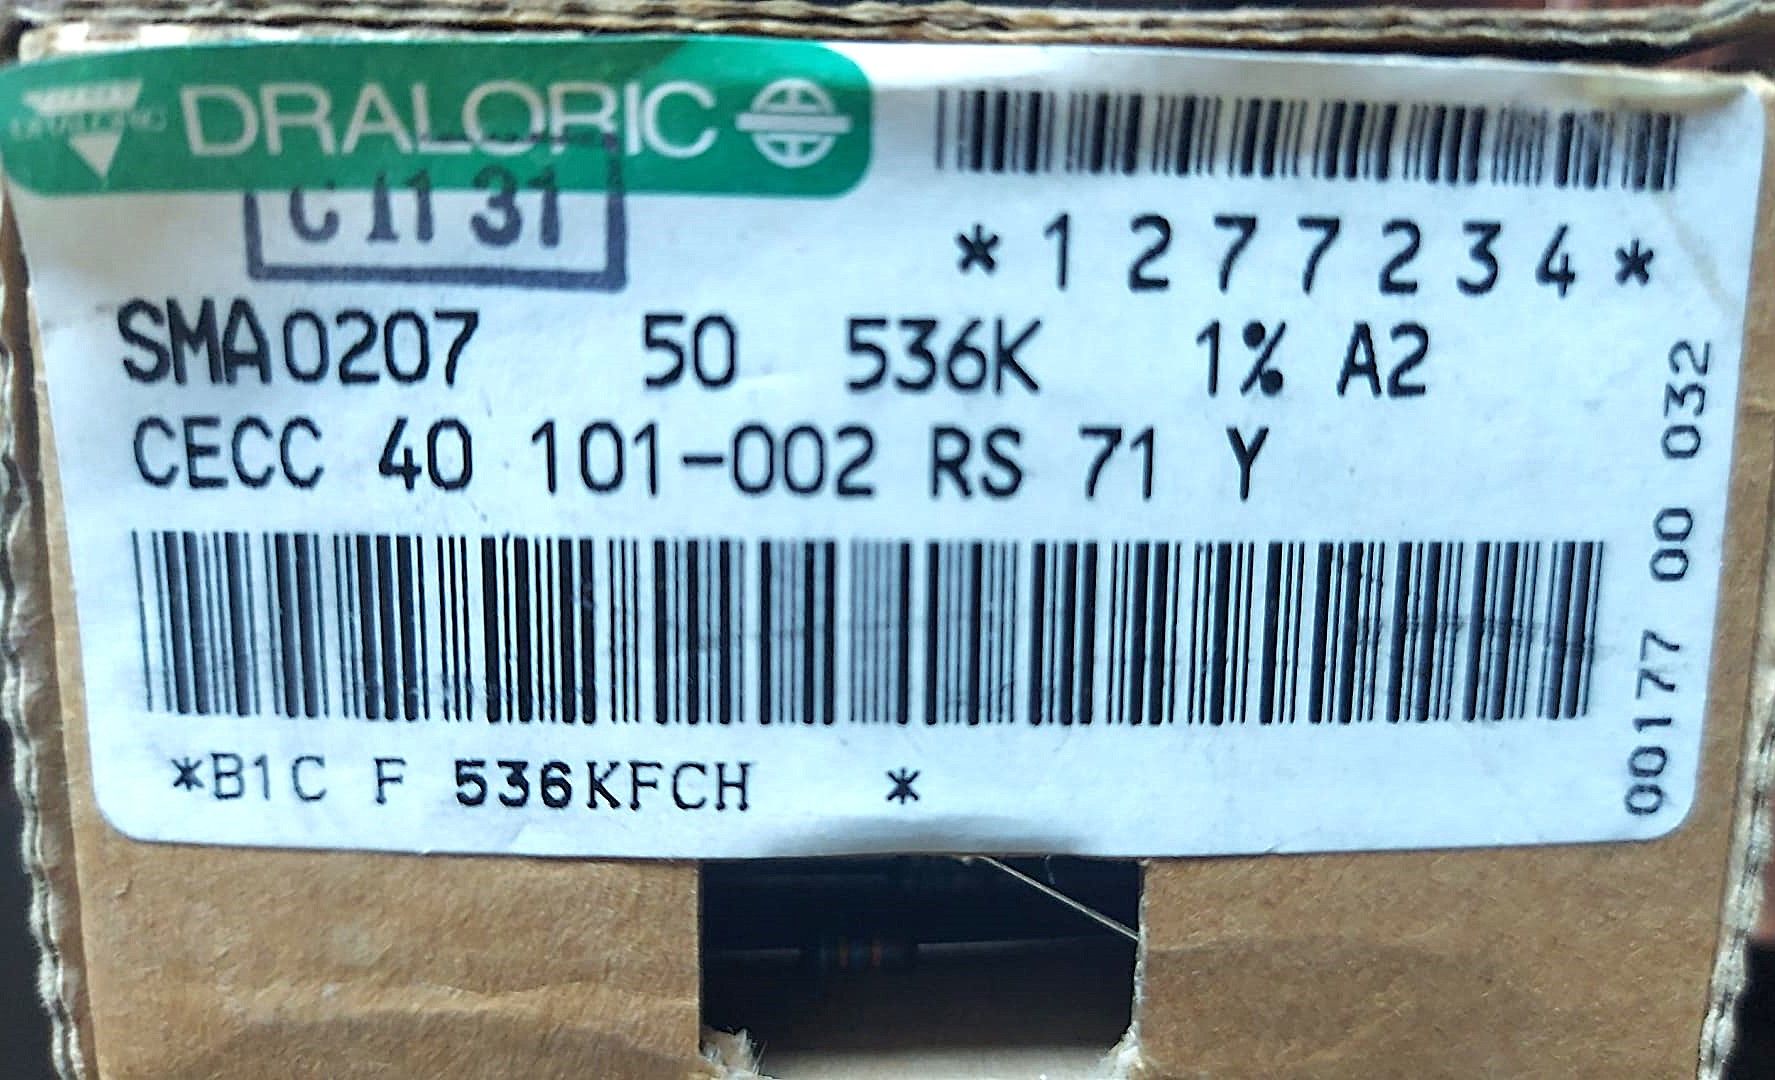 DRALORIC
C 11 31
*1277234*
SMA0207 50 536K 1% A2
CECC 40 101-002 RS 71 Y
*B1C F 536KFCH *
00177 00 032